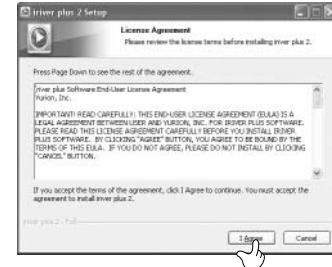 iriver plus 2 Setup
License Agreement
Please review the license terms before installing iriver plus 2.
Press Page Down to see the rest of the agreement.
iriver plus Software End-User License Agreement
Yurion, Inc.
IMPORTANT! READ CAREFULLY: THIS END-USER LICENSE AGREEMENT (EULA) IS A
LEGAL AGREEMENT BETWEEN USER AND YURION, INC. FOR IRIVER PLUS SOFTWARE.
PLEASE READ THIS LICENSE AGREEMENT CAREFULLY BEFORE YOU INSTALL IRIVER
PLUS SOFTWARE. BY CLICKING "AGREE" BUTTON, YOU AGREE TO BE BOUND BY THE
TERMS OF THIS EULA. IF YOU DO NOT AGREE, PLEASE DO NOT INSTALL BY CLICKING
"CANCEL" BUTTON.
If you accept the terms of the agreement, click I Agree to continue. You must accept the
agreement to install iriver plus 2.
iriver plus 2 - Full
I Agree
Cancel